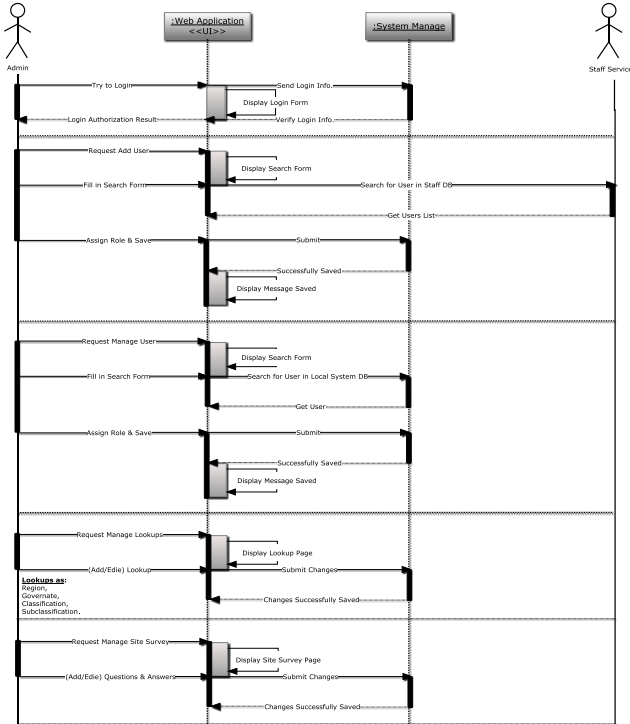 :Web Application
<<UI>>
:System Manage
Admin
Staff Service
Try to Login
Send Login Info.
Display Login Form
Login Authorization Result
Verify Login Info.
Request Add User
Display Search Form
Fill in Search Form
Search for User in Staff DB
Get Users List
Assign Role & Save
Submit
Successfully Saved
Display Message Saved
Request Manage User
Display Search Form
Fill in Search Form
Search for User in Local System DB
Get User
Assign Role & Save
Submit
Successfully Saved
Display Message Saved
Request Manage Lookups
Display Lookup Page
(Add/Edie) Lookup
Submit Changes
Lookups as:
Region,
Governate,
Classification,
Subclassification.
Changes Successfully Saved
Request Manage Site Survey
Display Site Survey Page
(Add/Edie) Questions & Answers
Submit Changes
Changes Successfully Saved